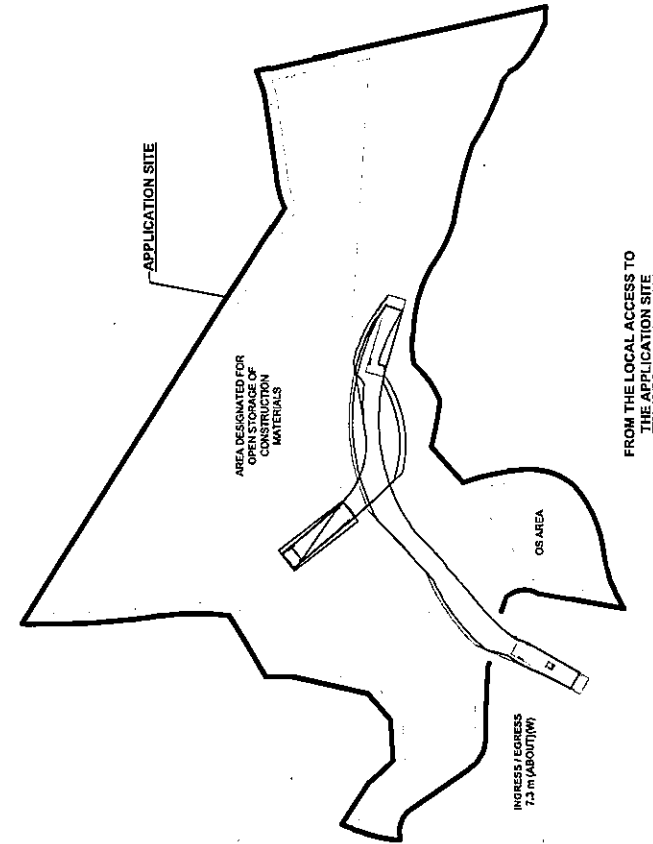 APPLICATION SITE
AREA DESIGNATED FOR
OPEN STORAGE OF
CONSTRUCTION
MATERIALS
OS AREA
INGRESS / EGRESS
7.3 m (ABOUT)(W)
FROM THE LOCAL ACCESS TO
THE APPLICATION SITE